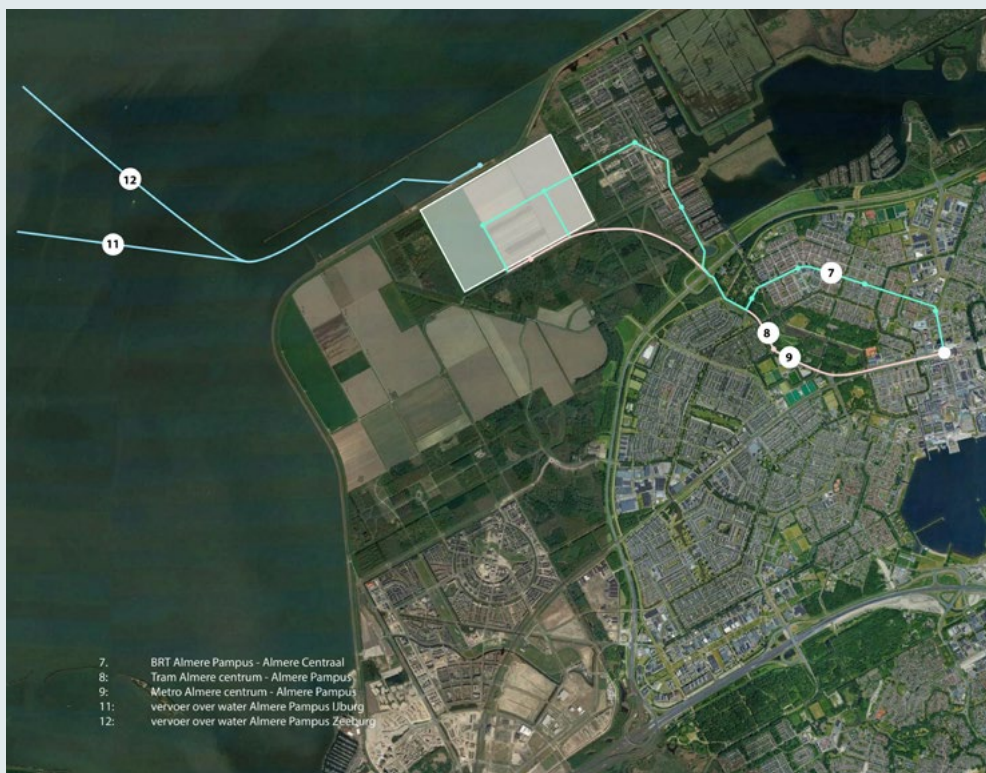 12
11
7
8
9
7. BRT Almere Pampus - Almere Centraal
8: Tram Almere centrum - Almere Pampus
9: Metro Almere centrum - Almere Pampus
11: vervoer over water Almere Pampus IJburg
12: vervoer over water Almere Pampus Zeeburg